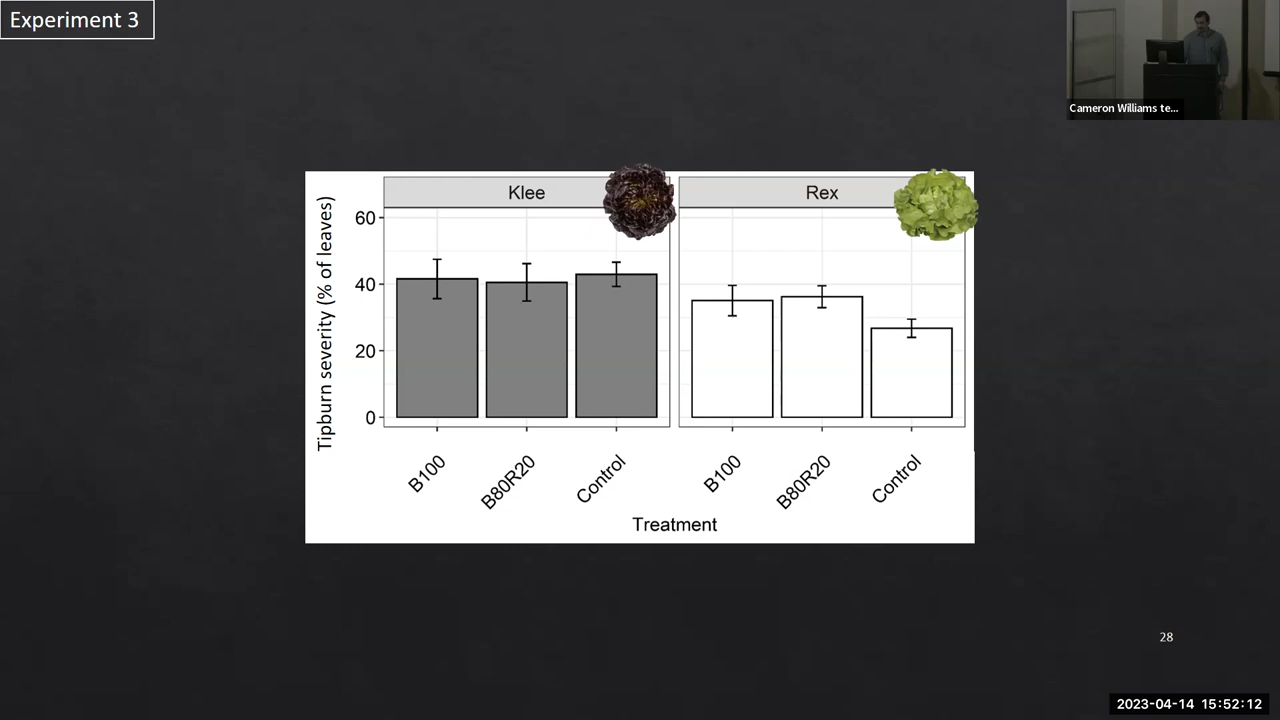 Experiment 3
Cameron Williams te...
Klee
Rex
Tipburn severity (% of leaves)
60
40
20
0
B100
B80R20
Control
B100
B80R20
Control
Treatment
28
2023-04-14 15:52:12